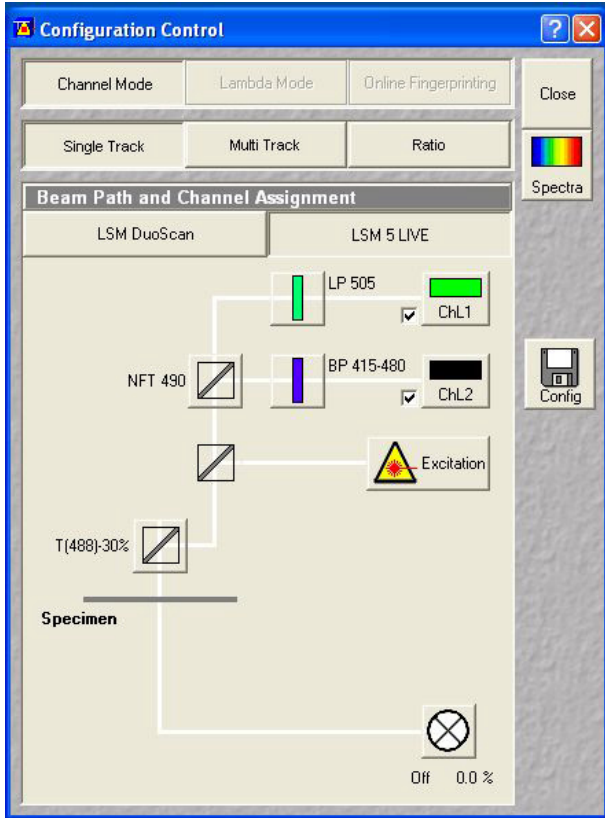 Configuration Control
Channel Mode
Lambda Mode
Online Fingerprinting
Close
Single Track
Multi Track
Ratio
Spectra
Beam Path and Channel Assignment
LSM DuoScan
LSM 5 LIVE
LP 505
ChL1
NFT 490
BP 415-480
ChL2
Config
Excitation
T(488)-30%
Specimen
Off 0.0 %